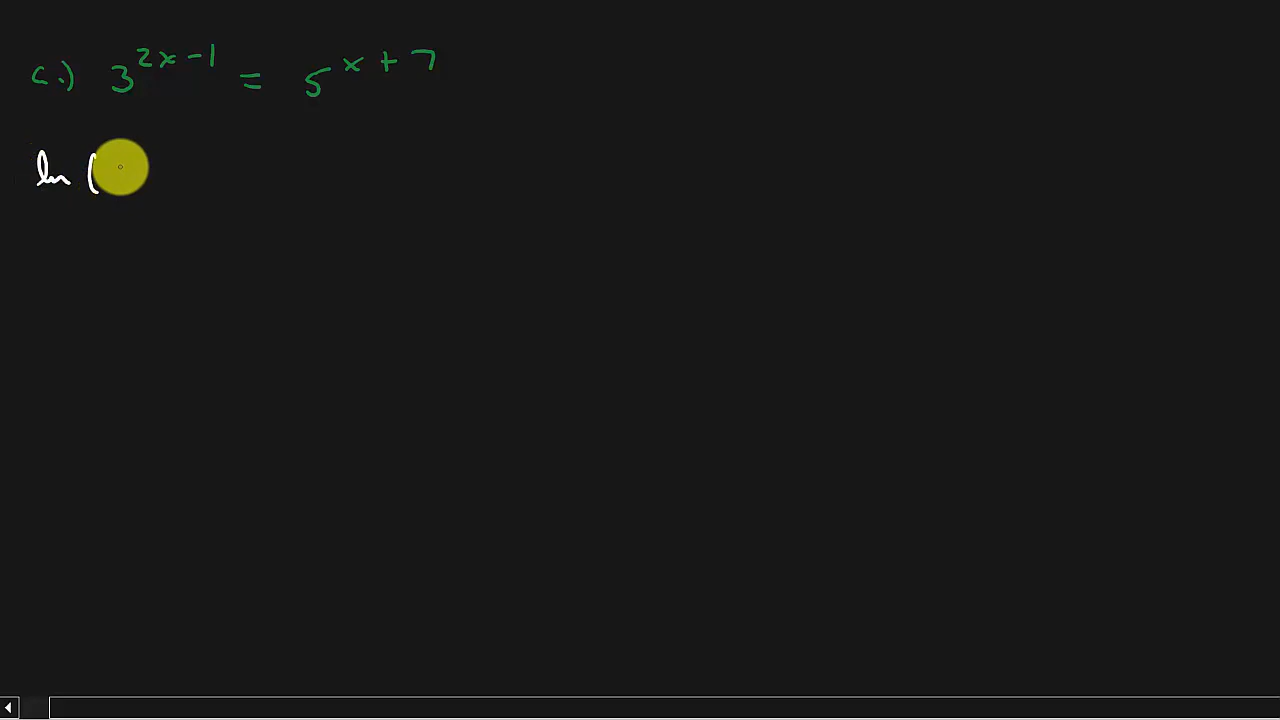 c.) 3^{2x-1} = 5^{x+7}
ln (